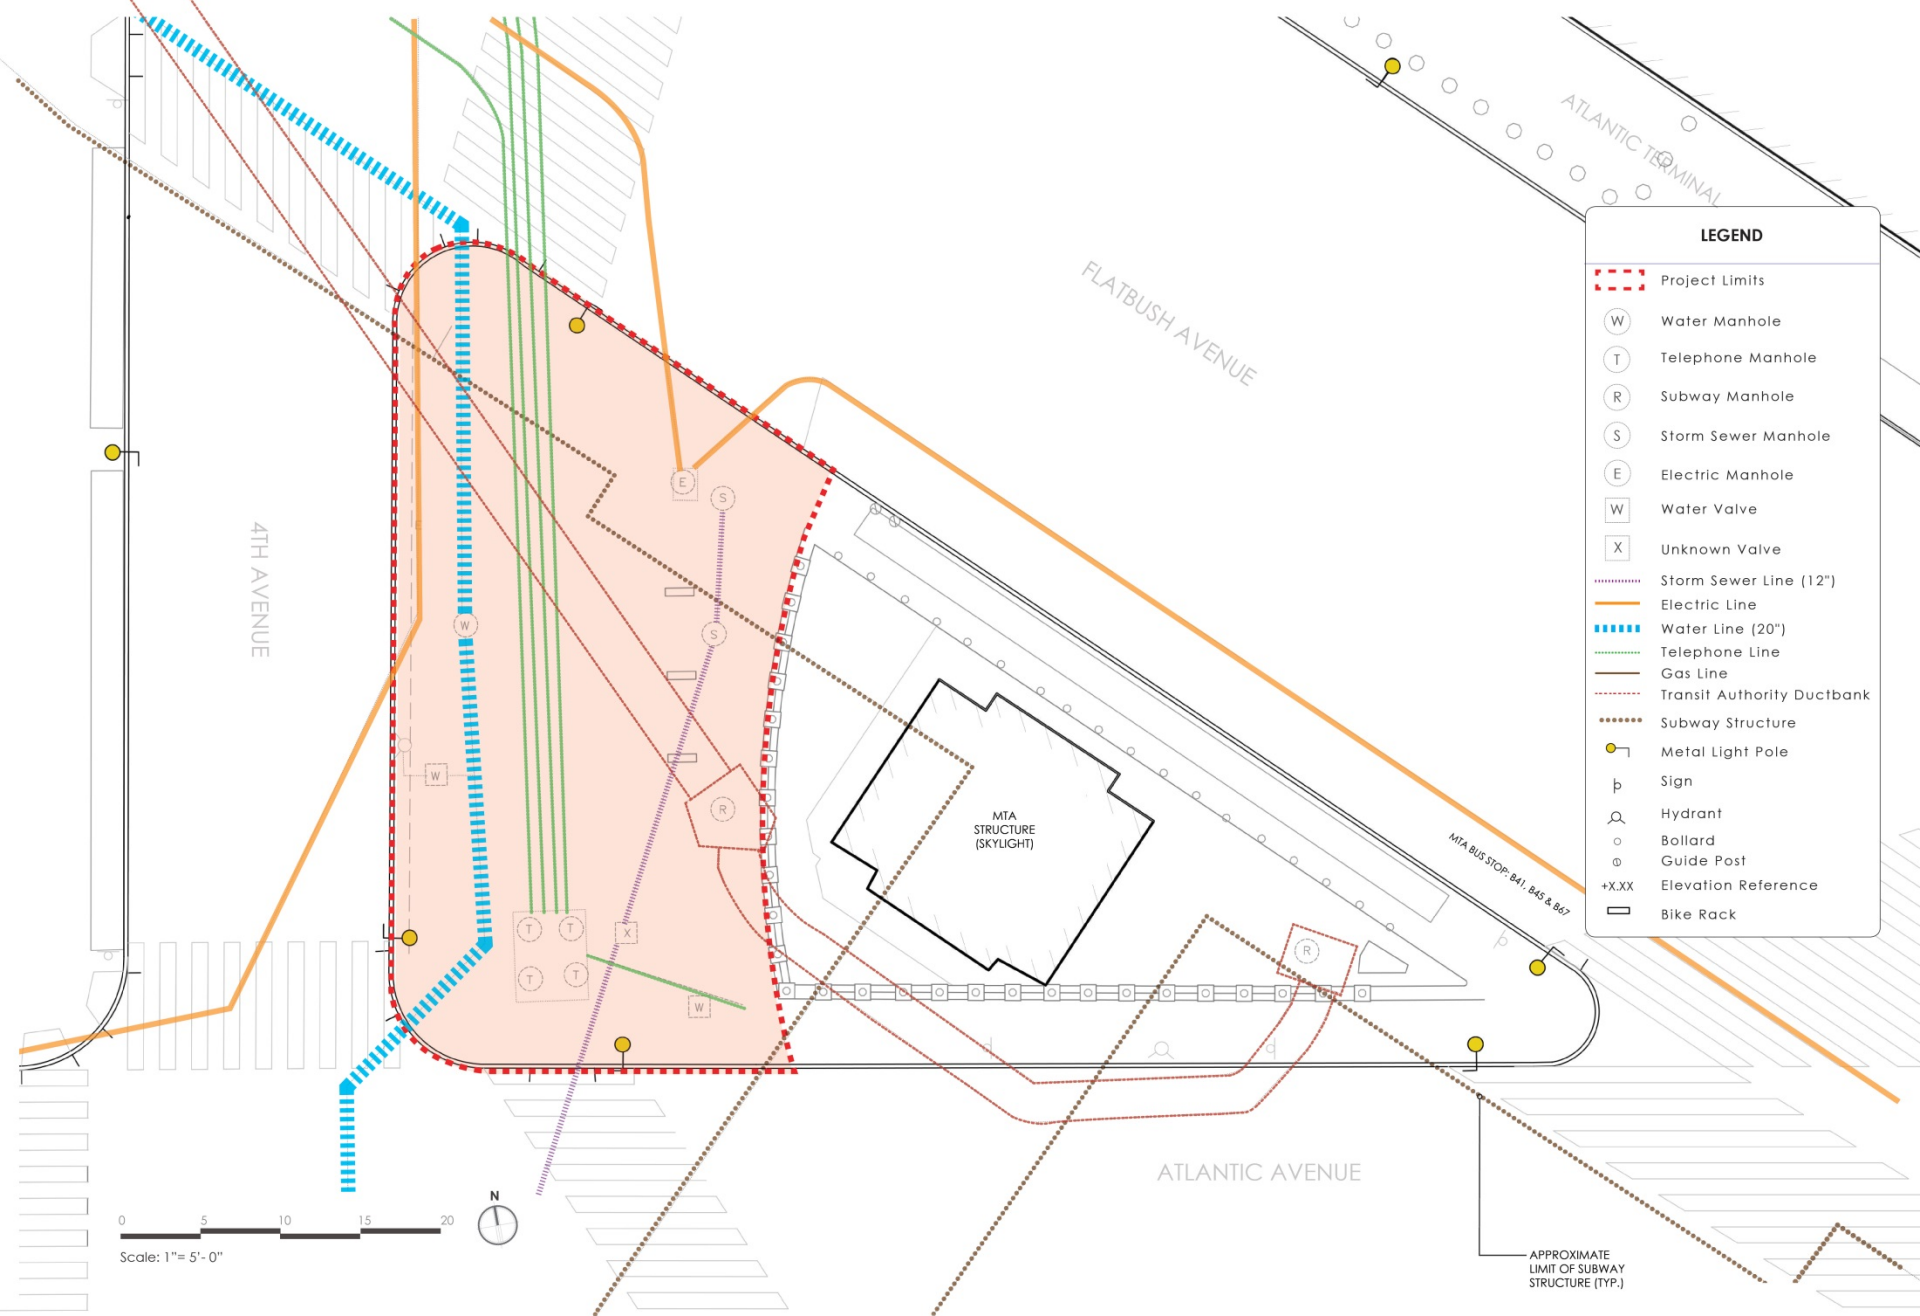 ATLANTIC TERMINAL
FLATBUSH AVENUE
4TH AVENUE
LEGEND
Project Limits
W Water Manhole
T Telephone Manhole
R Subway Manhole
S Storm Sewer Manhole
E Electric Manhole
W Water Valve
X Unknown Valve
Storm Sewer Line (12")
Electric Line
Water Line (20")
Telephone Line
Gas Line
Transit Authority Ductbank
Subway Structure
Metal Light Pole
Sign
Hydrant
Bollard
Guide Post
+X.XX Elevation Reference
Bike Rack
E
S
W
S
W
R
T
T
X
T
T
W
MTA
STRUCTURE
(SKYLIGHT)
MTA BUS STOP: B41, B45 & B67
R
ATLANTIC AVENUE
N
0 5 10 15 20
Scale: 1"= 5'- 0"
APPROXIMATE
LIMIT OF SUBWAY
STRUCTURE (TYP.)